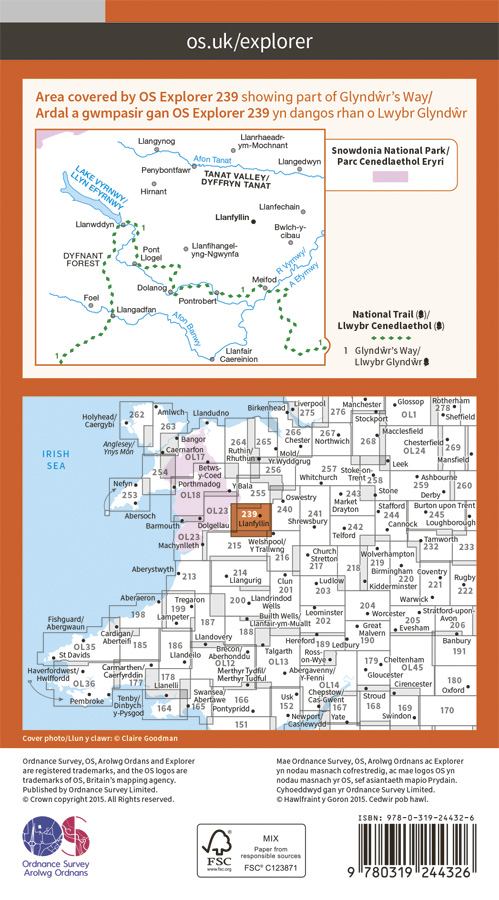 os.uk/explorer
Area covered by OS Explorer 239 showing part of Glyndŵr's Way/
Ardal a gwmpasir gan OS Explorer 239 yn dangos rhan o Lwybr Glyndŵr
Llangynog
Llanrhaeadr-
ym-Mochnant
Afon Tanat
Llangedwyn
Penybontfawr
TANAT VALLEY/
DYFFRYN TANAT
Hirnant
LAKE VYRNWY/
LLYN EFYRNWY
Llanfechain
Llanfyllin
Llanwddyn
1
Bwlch-y-
cibau
Llanfihangel-
yng-Ngwynfa
Pont
Llogel
DYFNANT
FOREST
R Vyrnwy/
A Efyrnwy
Meifod
Dolanog
1
Pontrobert
Foel
Llangadfan
Afon Banwy
Llanfair
Caereinion
1
1
Snowdonia National Park/
Parc Cenedlaethol Eryri
National Trail ()/
Llwybr Cenedlaethol ()
1 Glyndŵr's Way/
Llwybr Glyndŵr
IRISH
SEA
Holyhead/
Caergybi
262
Amlwch
263
Llandudno
Birkenhead
Liverpool
275
276
Manchester
Stockport
Glossop
OL1
Rotherham
278
Sheffield
Anglesey/
Ynys Môn
Bangor
Caernarfon
OL17
264
265
Ruthin/
Rhuthun
266
Chester
Mold/
Yr Wyddgrug
267
Northwich
268
Macclesfield
OL24
Chesterfield
269
Mansfield
254
Betws-
y-Coed
256
257
Whitchurch
Stoke-on-
Trent
258
Leek
Nefyn
253
Porthmadog
OL18
Y Bala
255
Oswestry
243
Market
Drayton
Stone
Stafford
244
Ashbourne
259
Derby
260
Abersoch
OL23
Barmouth
Dolgellau
239
Llanfyllin
240
241
Shrewsbury
242
Telford
Cannock
Burton upon Trent
245
Loughborough
OL23
Machynlleth
215
Welshpool/
Y Trallwng
216
Church
Stretton
217
218
Wolverhampton
219
Birmingham
220
Kidderminster
Tamworth
232
233
Coventry
221
Rugby
222
Aberystwyth
213
214
Llangurig
Clun
201
Ludlow
203
Warwick
Aberaeron
198
Tregaron
199
Lampeter
200
Llandrindod
Wells
Builth Wells/
Llanfair-ym-Muallt
187
Leominster
202
204
Worcester
205
Evesham
Stratford-upon-
Avon
206
Fishguard/
Abergwaun
Cardigan/
Aberteifi
OL35
St Davids
185
186
Llandovery
188
Hereford
189
Ledbury
Great
Malvern
190
Banbury
191
Haverfordwest/
Hwlffordd
OL36
Pembroke
Carmarthen/
Caerfyrddin
177
Llandeilo
178
Brecon/
Aberhonddu
OL12
Merthyr Tydfil/
Merthyr Tudful
Talgarth
OL13
Abergavenny/
Y-Fenni
Ross-
on-Wye
OL14
179
Gloucester
Cheltenham
OL45
Cirencester
180
Oxford
Tenby/
Dinbych-
y-Pysgod
164
Llanelli
165
Swansea/
Abertawe
166
Pontypridd
151
Usk
152
Newport/
Casnewydd
Chepstow/
Cas-Gwent
167
Yate
Stroud
168
169
Swindon
170
Cover photo/Llun y clawr: © Claire Goodman
Ordnance Survey, OS, Arolwg Ordans and Explorer
are registered trademarks, and the OS logos are
trademarks of OS, Britain's mapping agency.
Published by Ordnance Survey Limited.
© Crown copyright 2015. All Rights reserved.
Mae Ordnance Survey, OS, Arolwg Ordnans ac Explorer
yn nodau masnach cofrestredig, ac mae logos OS yn
nodau masnach yr OS, sef asiantaeth mapio Prydain.
Cyhoeddwyd gan yr Ordnance Survey Limited.
© Hawlfraint y Goron 2015. Cedwir pob hawl.
Ordnance Survey
Arolwg Ordnans
FSC
www.fsc.org
MIX
Paper from
responsible sources
FSC® C123871
ISBN: 978-0-319-24432-6
9 780319 244326